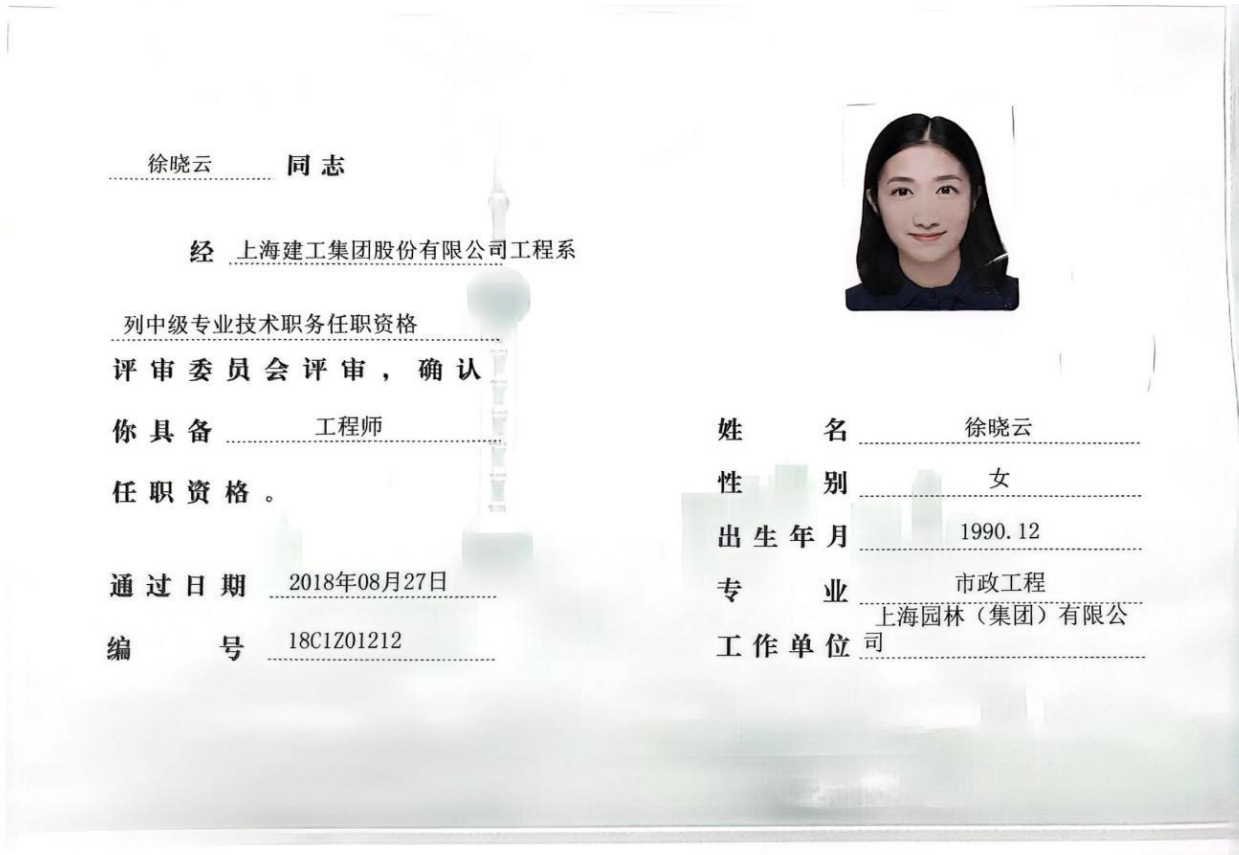 徐晓云 同志
经 上海建工集团股份有限公司工程系
列中级专业技术职务任职资格
评审委员会评审，确认
你具备 工程师
任职资格。
通过日期 2018年08月27日
编号 18C1Z01212
姓名 徐晓云
性别 女
出生年月 1990.12
专业 市政工程
上海园林（集团）有限公
工作单位 司